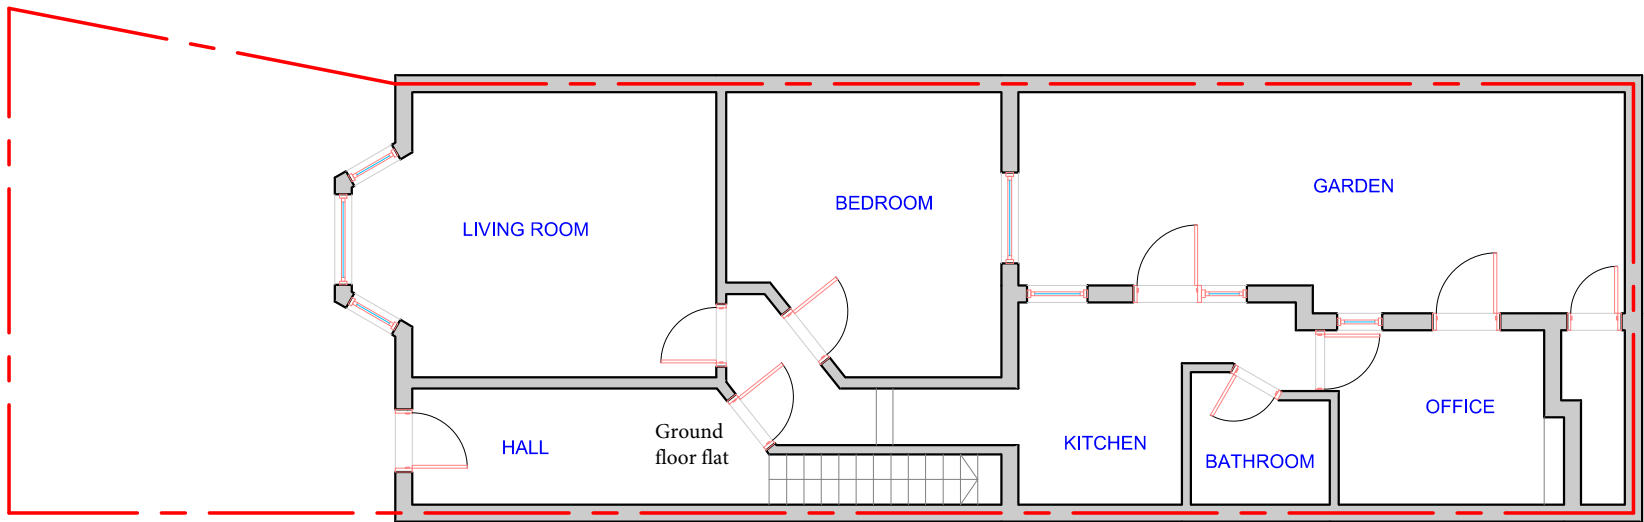 GARDEN
BEDROOM
LIVING ROOM
OFFICE
Ground
floor flat
HALL
KITCHEN
BATHROOM